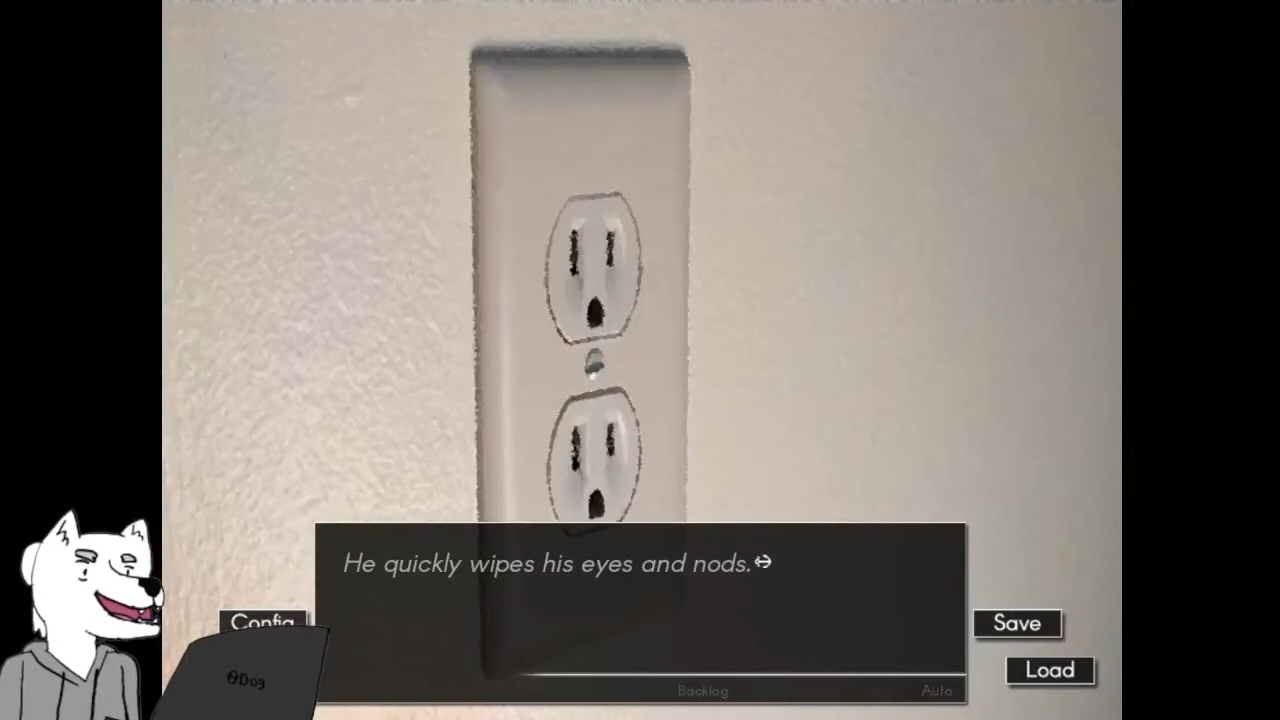 He quickly wipes his eyes and nods.
Config
Save
ΘDog
Load
Backlog
Auto